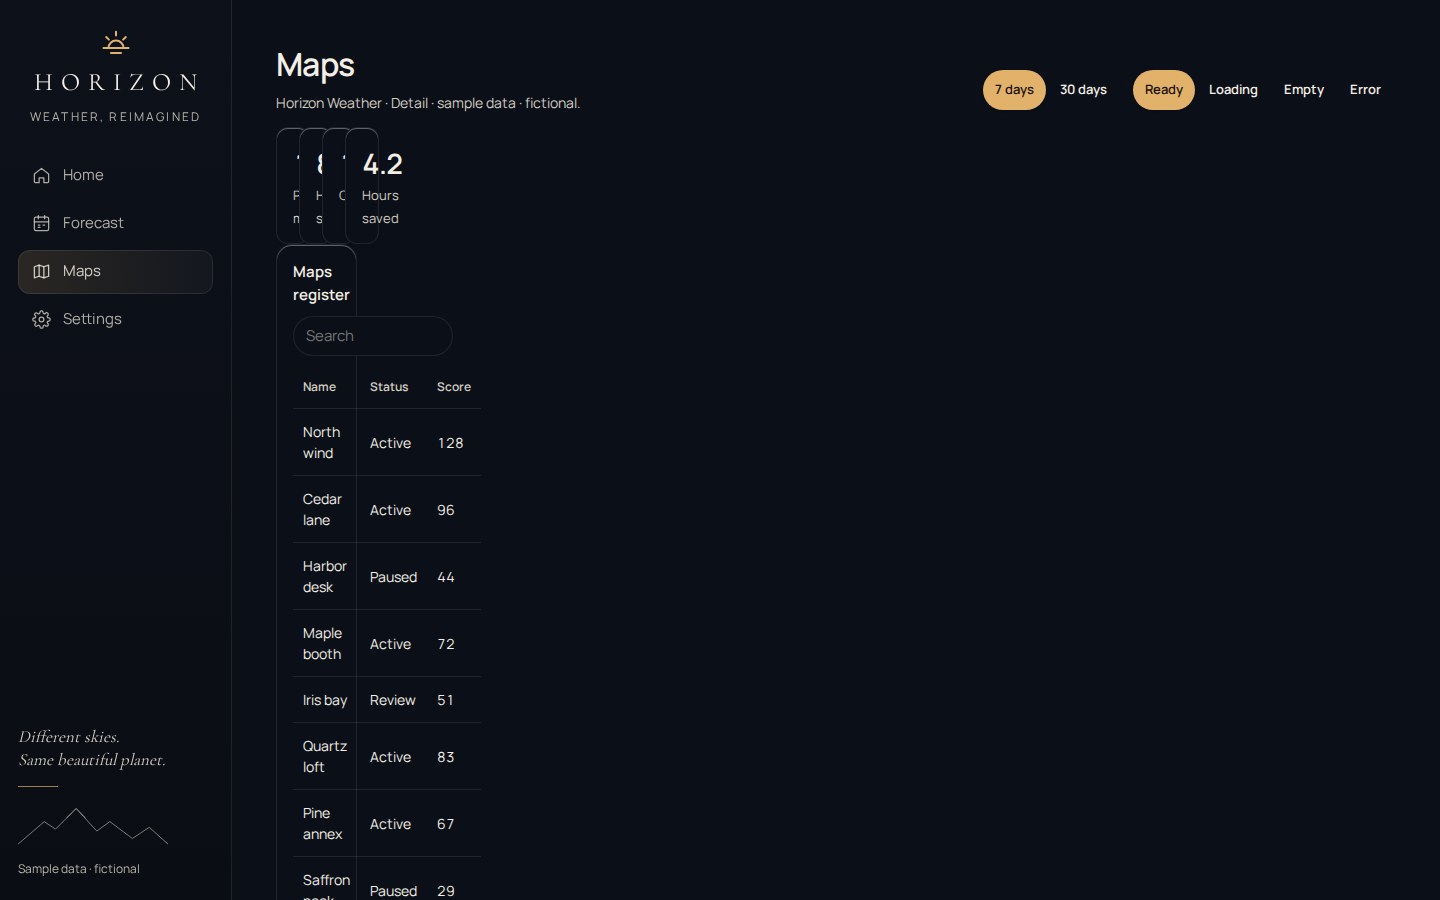 HORIZON
WEATHER, REIMAGINED
Home
Forecast
Maps
Settings
Different skies.
Same beautiful planet.
Sample data · fictional
Maps
Horizon Weather · Detail · sample data · fictional.
7 days
30 days
Ready
Loading
Empty
Error
4.2
Hours
saved
Maps
register
Search
Name Status Score
North
wind
Active 128
Cedar
lane
Active 96
Harbor
desk
Paused 44
Maple
booth
Active 72
Iris bay Review 51
Quartz
loft
Active 83
Pine
annex
Active 67
Saffron
Paused 29